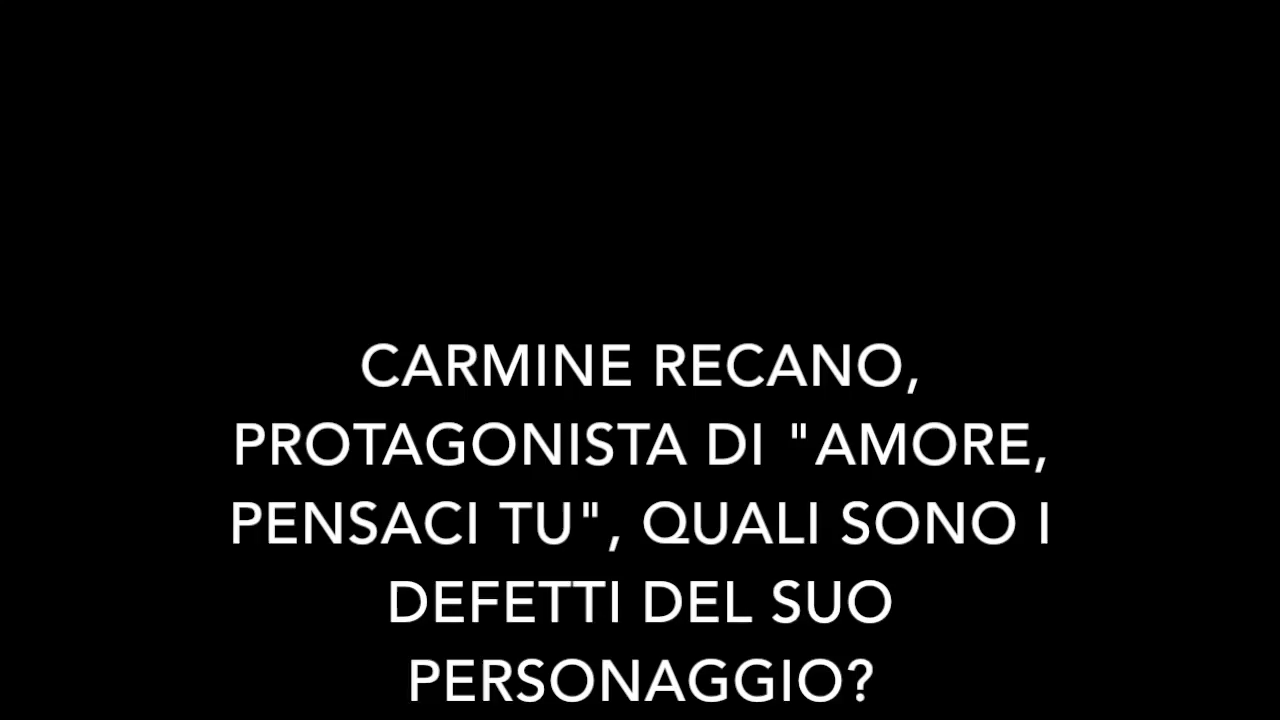 CARMINE RECANO,
PROTAGONISTA DI "AMORE,
PENSACI TU", QUALI SONO I
DEFETTI DEL SUO
PERSONAGGIO?